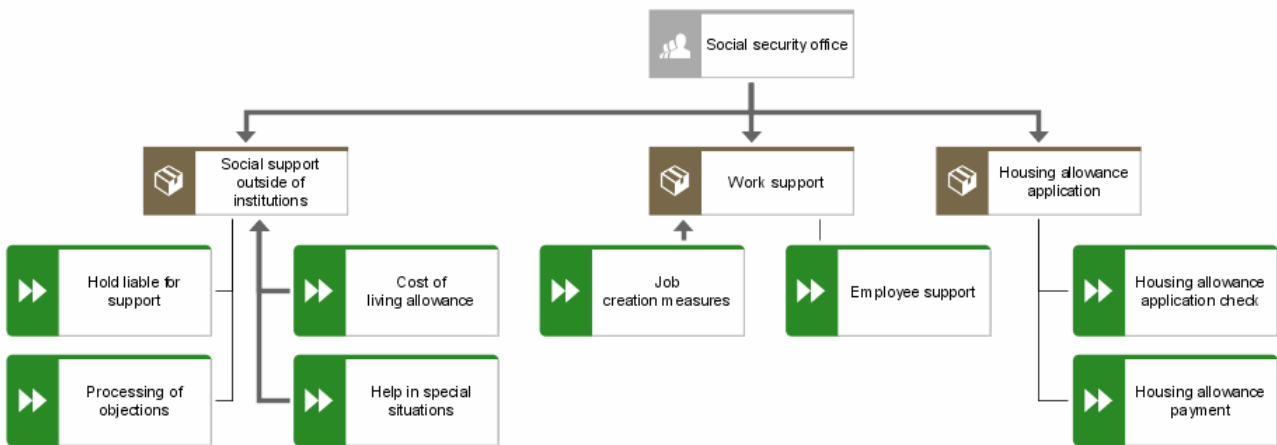 Social security office
Social support
outside of
institutions
Work support
Housing allowance
application
Hold liable for
support
Cost of
living allowance
Job
creation measures
Employee support
Housing allowance
application check
Processing of
objections
Help in special
situations
Housing allowance
payment